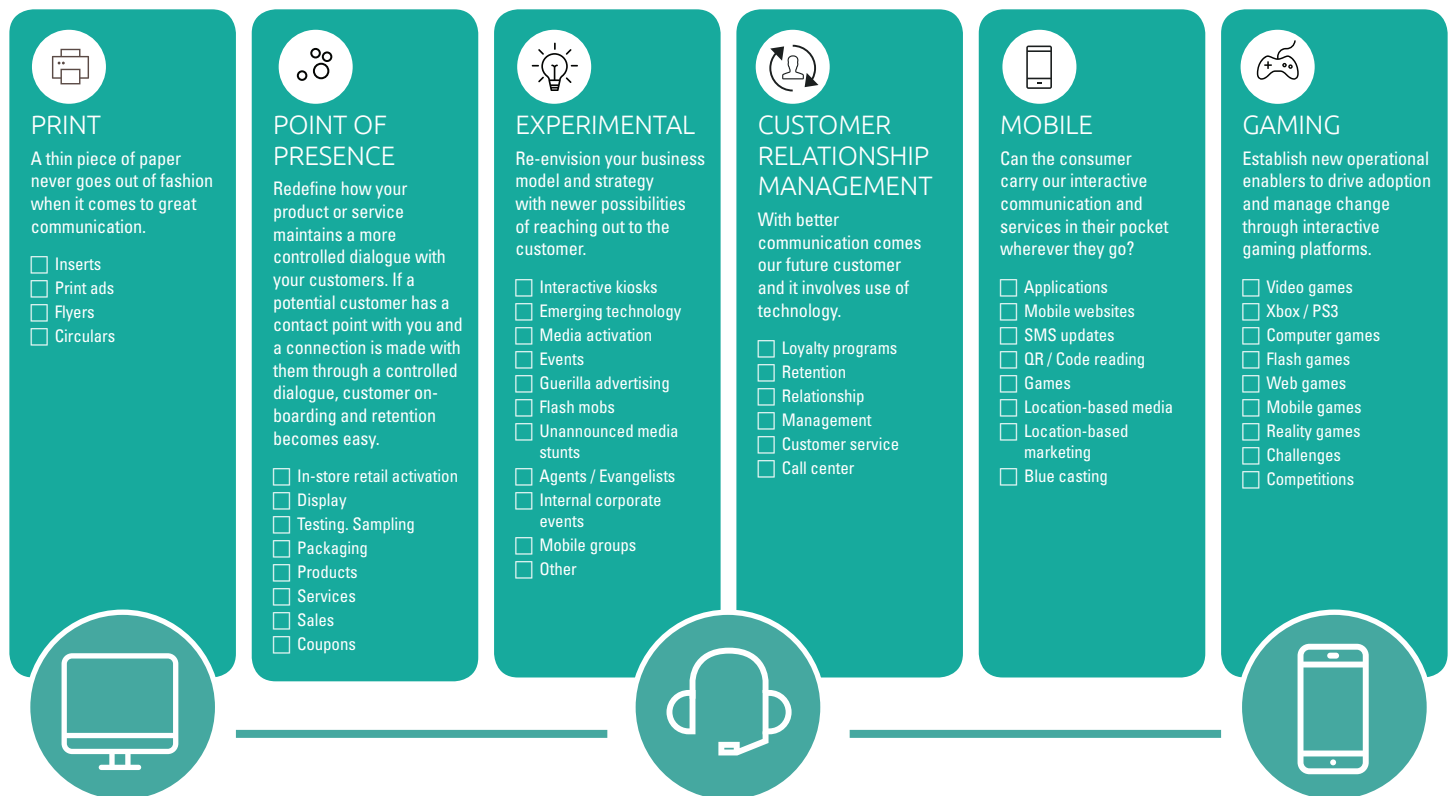 PRINT
A thin piece of paper
never goes out of fashion
when it comes to great
communication.
Inserts
Print ads
Flyers
Circulars
POINT OF
PRESENCE
Redefine how your
product or service
maintains a more
controlled dialogue with
your customers. If a
potential customer has a
contact point with you and
a connection is made with
them through a controlled
dialogue, customer on-
boarding and retention
becomes easy.
In-store retail activation
Display
Testing. Sampling
Packaging
Products
Services
Sales
Coupons
EXPERIMENTAL
Re-envision your business
model and strategy
with newer possibilities
of reaching out to the
customer.
Interactive kiosks
Emerging technology
Media activation
Events
Guerilla advertising
Flash mobs
Unannounced media
stunts
Agents / Evangelists
Internal corporate
events
Mobile groups
Other
CUSTOMER
RELATIONSHIP
MANAGEMENT
With better
communication comes
our future customer
and it involves use of
technology.
Loyalty programs
Retention
Relationship
Management
Customer service
Call center
MOBILE
Can the consumer
carry our interactive
communication and
services in their pocket
wherever they go?
Applications
Mobile websites
SMS updates
QR / Code reading
Games
Location-based media
Location-based
marketing
Blue casting
GAMING
Establish new operational
enablers to drive adoption
and manage change
through interactive
gaming platforms.
Video games
Xbox / PS3
Computer games
Flash games
Web games
Mobile games
Reality games
Challenges
Competitions